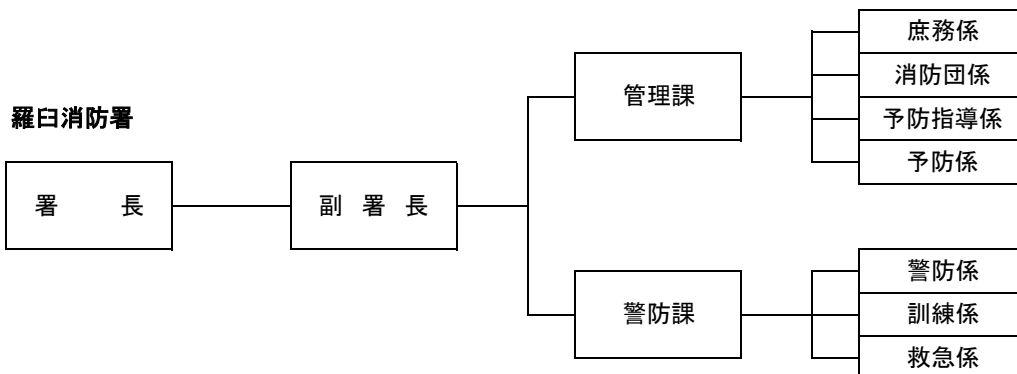 羅臼消防署
署長
副署長
管理課
庶務係
消防団係
予防指導係
予防係
警防課
警防係
訓練係
救急係